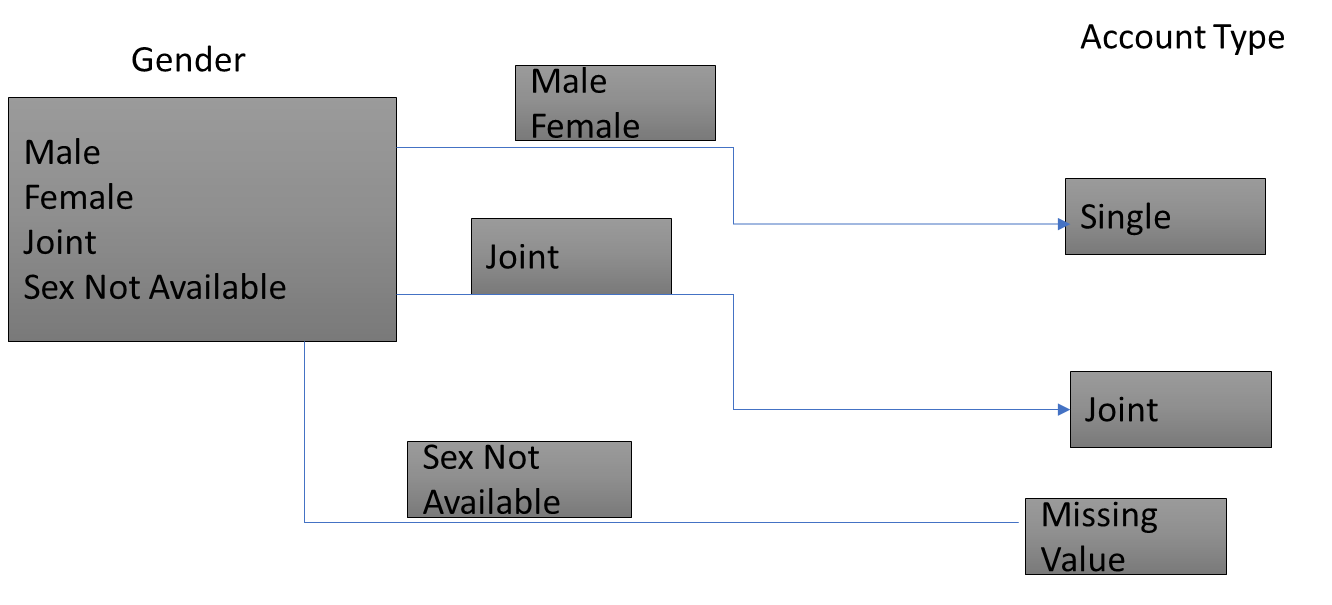 Gender
Account Type
Male
Female
Joint
Sex Not Available
Male
Female
Joint
Sex Not
Available
Single
Joint
Missing
Value